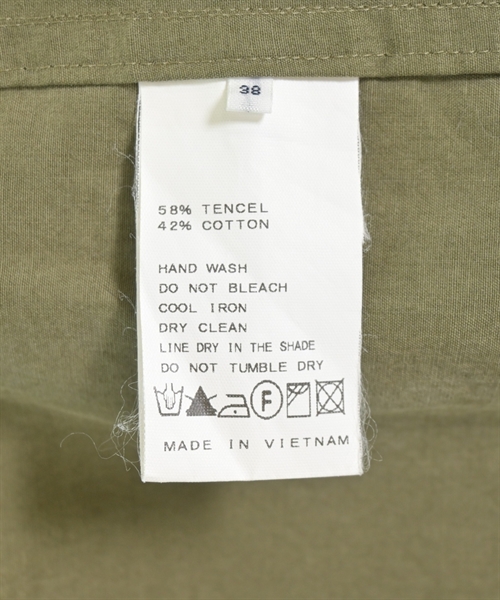 38
58% TENCEL
42% COTTON
HAND WASH
DO NOT BLEACH
COOL IRON
DRY CLEAN
LINE DRY IN THE SHADE
DO NOT TUMBLE DRY
F
MADE IN VIETNAM